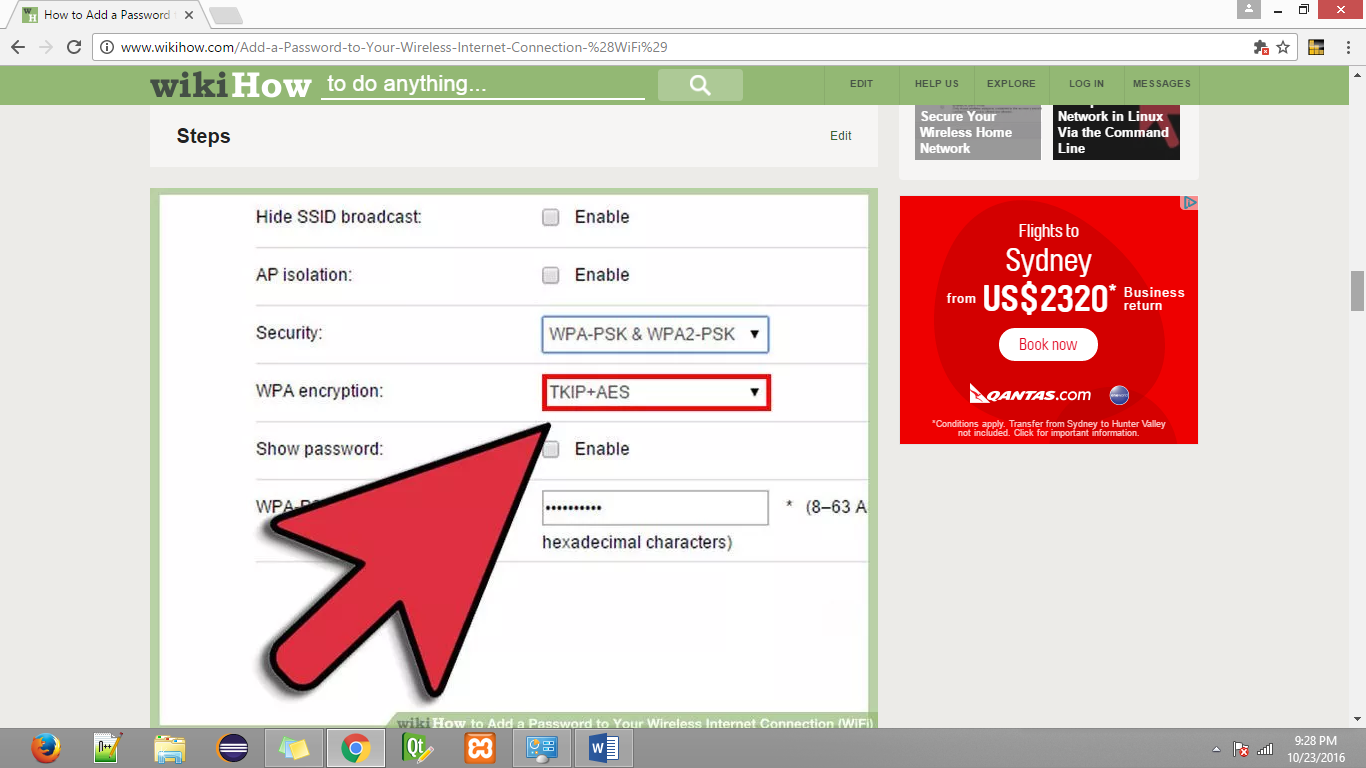 How to Add a Password
www.wikihow.com/Add-a-Password-to-Your-Wireless-Internet-Connection-%28WiFi%29
wikiHow to do anything...
EDIT
HELP US
EXPLORE
LOG IN
MESSAGES
Steps
Edit
Secure Your
Wireless Home
Network
Network in Linux
Via the Command
Line
Hide SSID broadcast:
Enable
AP isolation:
Enable
Security:
WPA-PSK & WPA2-PSK
WPA encryption:
TKIP+AES
Show password:
Enable
* (8–63 A
hexadecimal characters)
wikiHow to Add a Password to Your Wireless Internet Connection (WiFi)
Flights to
Sydney
from US$2320* Business
return
Book now
QANTAS.COM
*Conditions apply. Transfer from Sydney to Hunter Valley
not included. Click for important information.
9:28 PM
10/23/2016